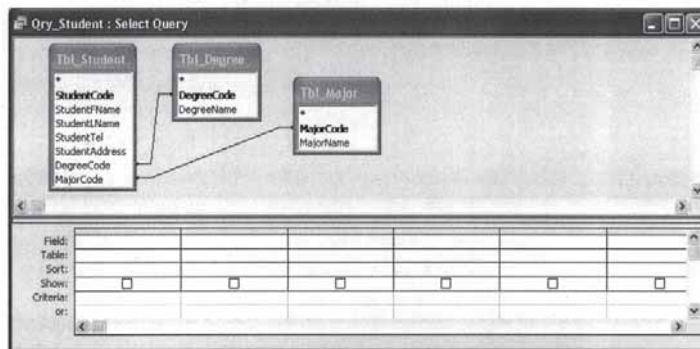 Qry_Student : Select Query
Tbl_Student
*
StudentCode
StudentFName
StudentLName
StudentTel
StudentAddress
DegreeCode
MajorCode
Tbl_Degree
*
DegreeCode
DegreeName
Tbl_Major
*
MajorCode
MajorName
Field:
Table:
Sort:
Show:
Criteria:
or: